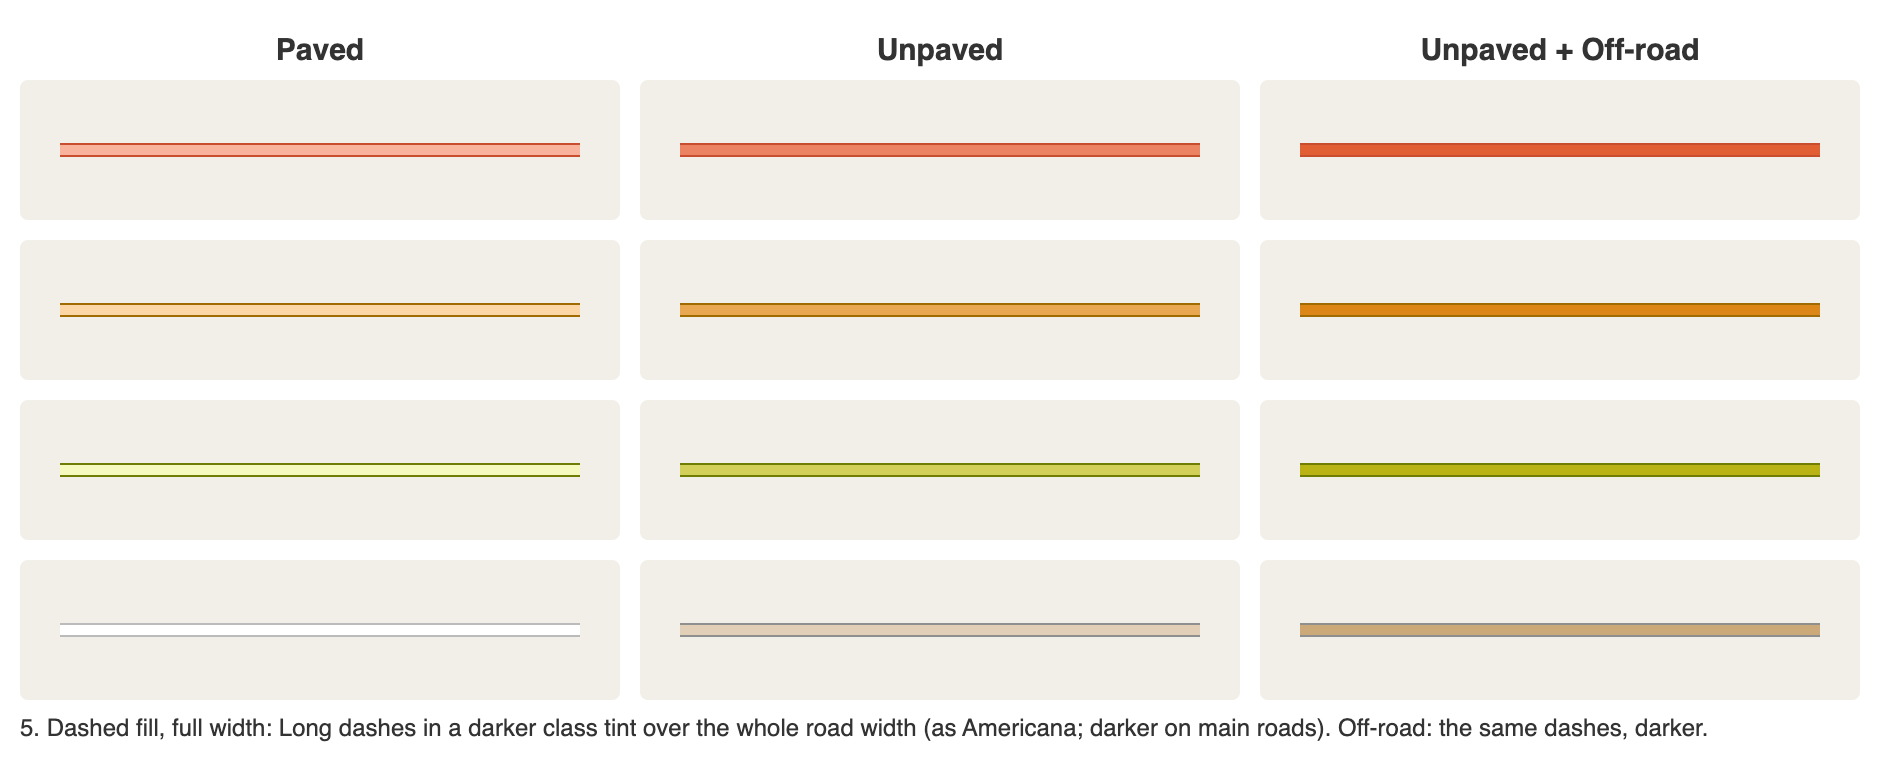 Paved
Unpaved
Unpaved + Off-road
5. Dashed fill, full width: Long dashes in a darker class tint over the whole road width (as Americana; darker on main roads). Off-road: the same dashes, darker.